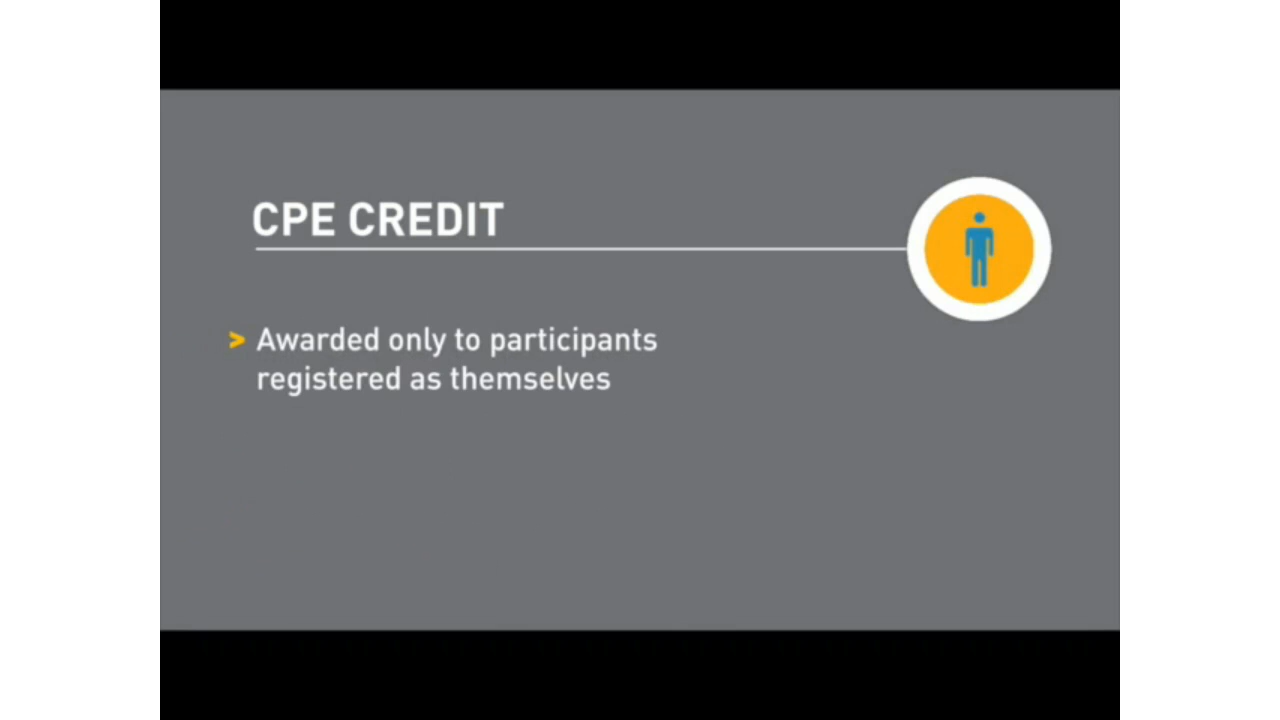 CPE CREDIT
> Awarded only to participants
registered as themselves